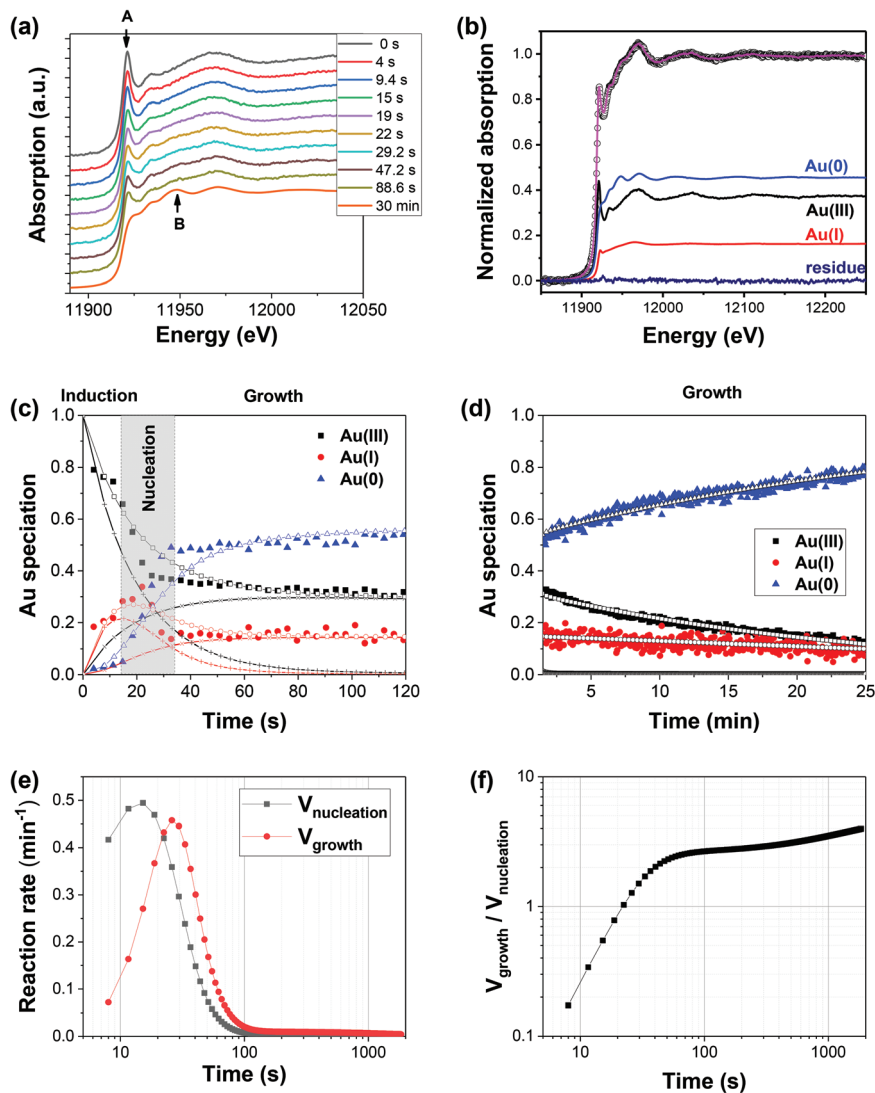 (a)
A
B
0 s
4 s
9.4 s
15 s
19 s
22 s
29.2 s
47.2 s
88.6 s
30 min
Absorption (a.u.)
11900
11950
12000
12050
Energy (eV)
(b)
1.0
0.8
0.6
0.4
0.2
0.0
Normalized absorption
Au(0)
Au(III)
Au(I)
residue
11900
12000
12100
12200
Energy (eV)
(c)
Induction
Growth
Nucleation
Au(III)
Au(I)
Au(0)
1.0
0.8
0.6
0.4
0.2
0.0
Au speciation
0
20
40
60
80
100
120
Time (s)
(d)
Growth
1.0
0.8
0.6
0.4
0.2
0.0
Au speciation
Au(III)
Au(I)
Au(0)
5
10
15
20
25
Time (min)
(e)
0.5
0.4
0.3
0.2
0.1
0.0
Reaction rate (min⁻¹)
Vnucleation
Vgrowth
10
100
1000
Time (s)
(f)
10
1
0.1
Vgrowth / Vnucleation
10
100
1000
Time (s)